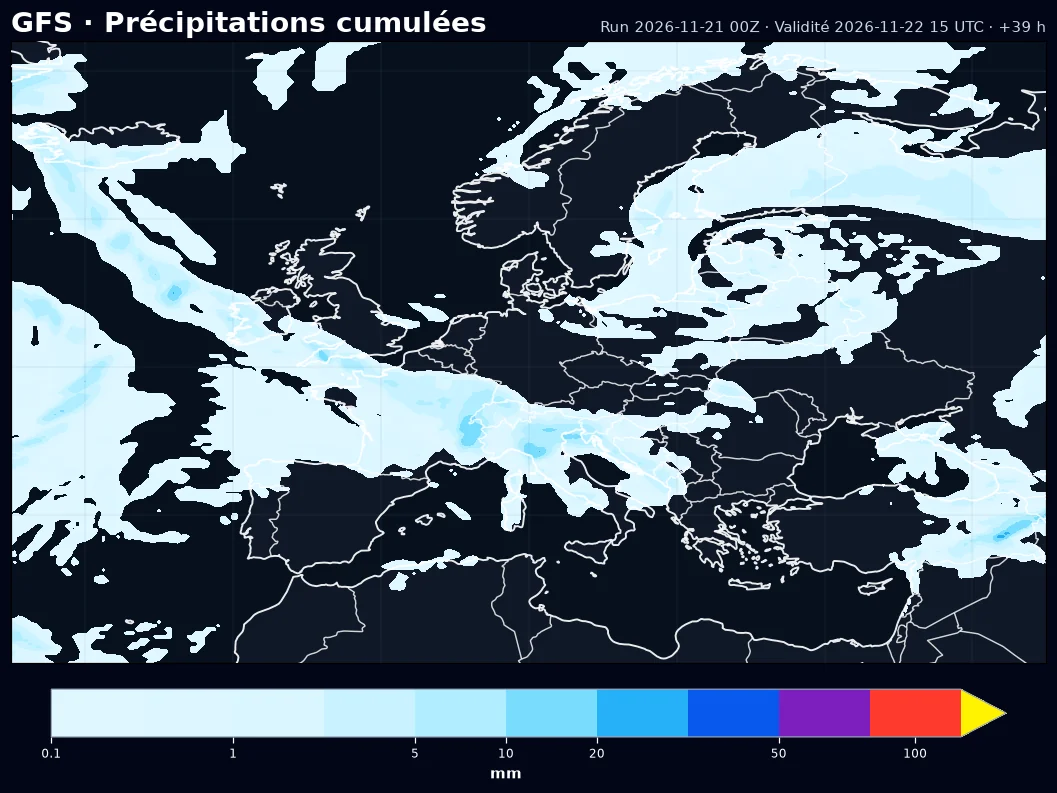 GFS · Précipitations cumulées
Run 2026-11-21 00Z · Validité 2026-11-22 15 UTC · +39 h
0.1 1 5 10 20 50 100
mm